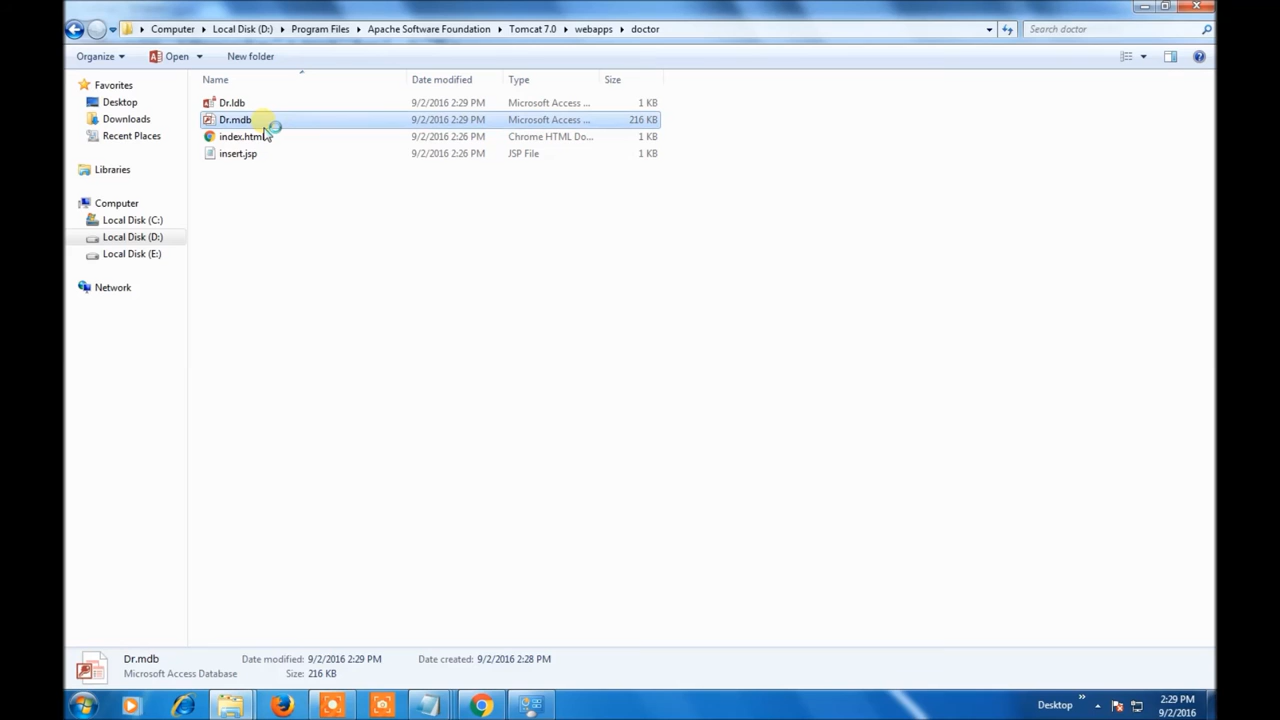 Computer Local Disk (D:) Program Files Apache Software Foundation Tomcat 7.0 webapps doctor Search doctor
Organize Open New folder
Name Date modified Type Size
Favorites
Desktop
Downloads
Recent Places
Libraries
Computer
Local Disk (C:)
Local Disk (D:)
Local Disk (E:)
Network
Dr.ldb 9/2/2016 2:29 PM Microsoft Access ... 1 KB
Dr.mdb 9/2/2016 2:29 PM Microsoft Access ... 216 KB
index.html 9/2/2016 2:26 PM Chrome HTML Do... 1 KB
insert.jsp 9/2/2016 2:26 PM JSP File 1 KB
Dr.mdb Date modified: 9/2/2016 2:29 PM Date created: 9/2/2016 2:28 PM
Microsoft Access Database Size: 216 KB
Desktop 2:29 PM
9/2/2016